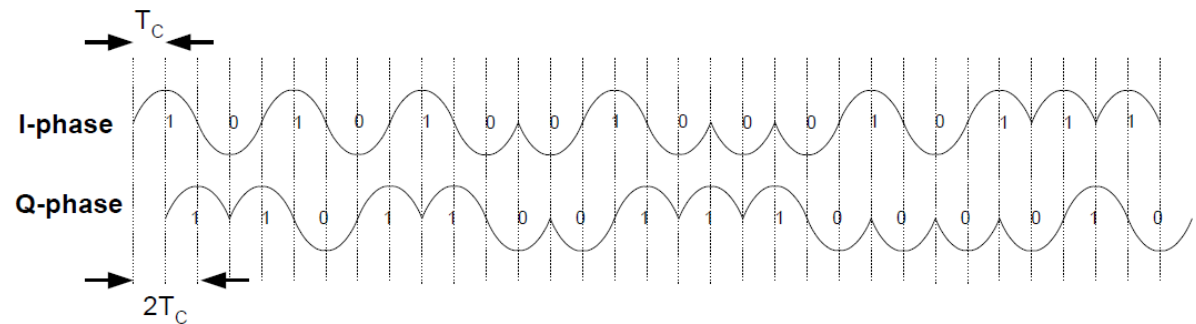 T_C
I-phase 1 0 1 0 1 0 0 1 0 0 0 1 0 1 1 1
Q-phase 1 1 0 1 1 0 0 1 1 1 0 0 0 0 1 0
2T_C